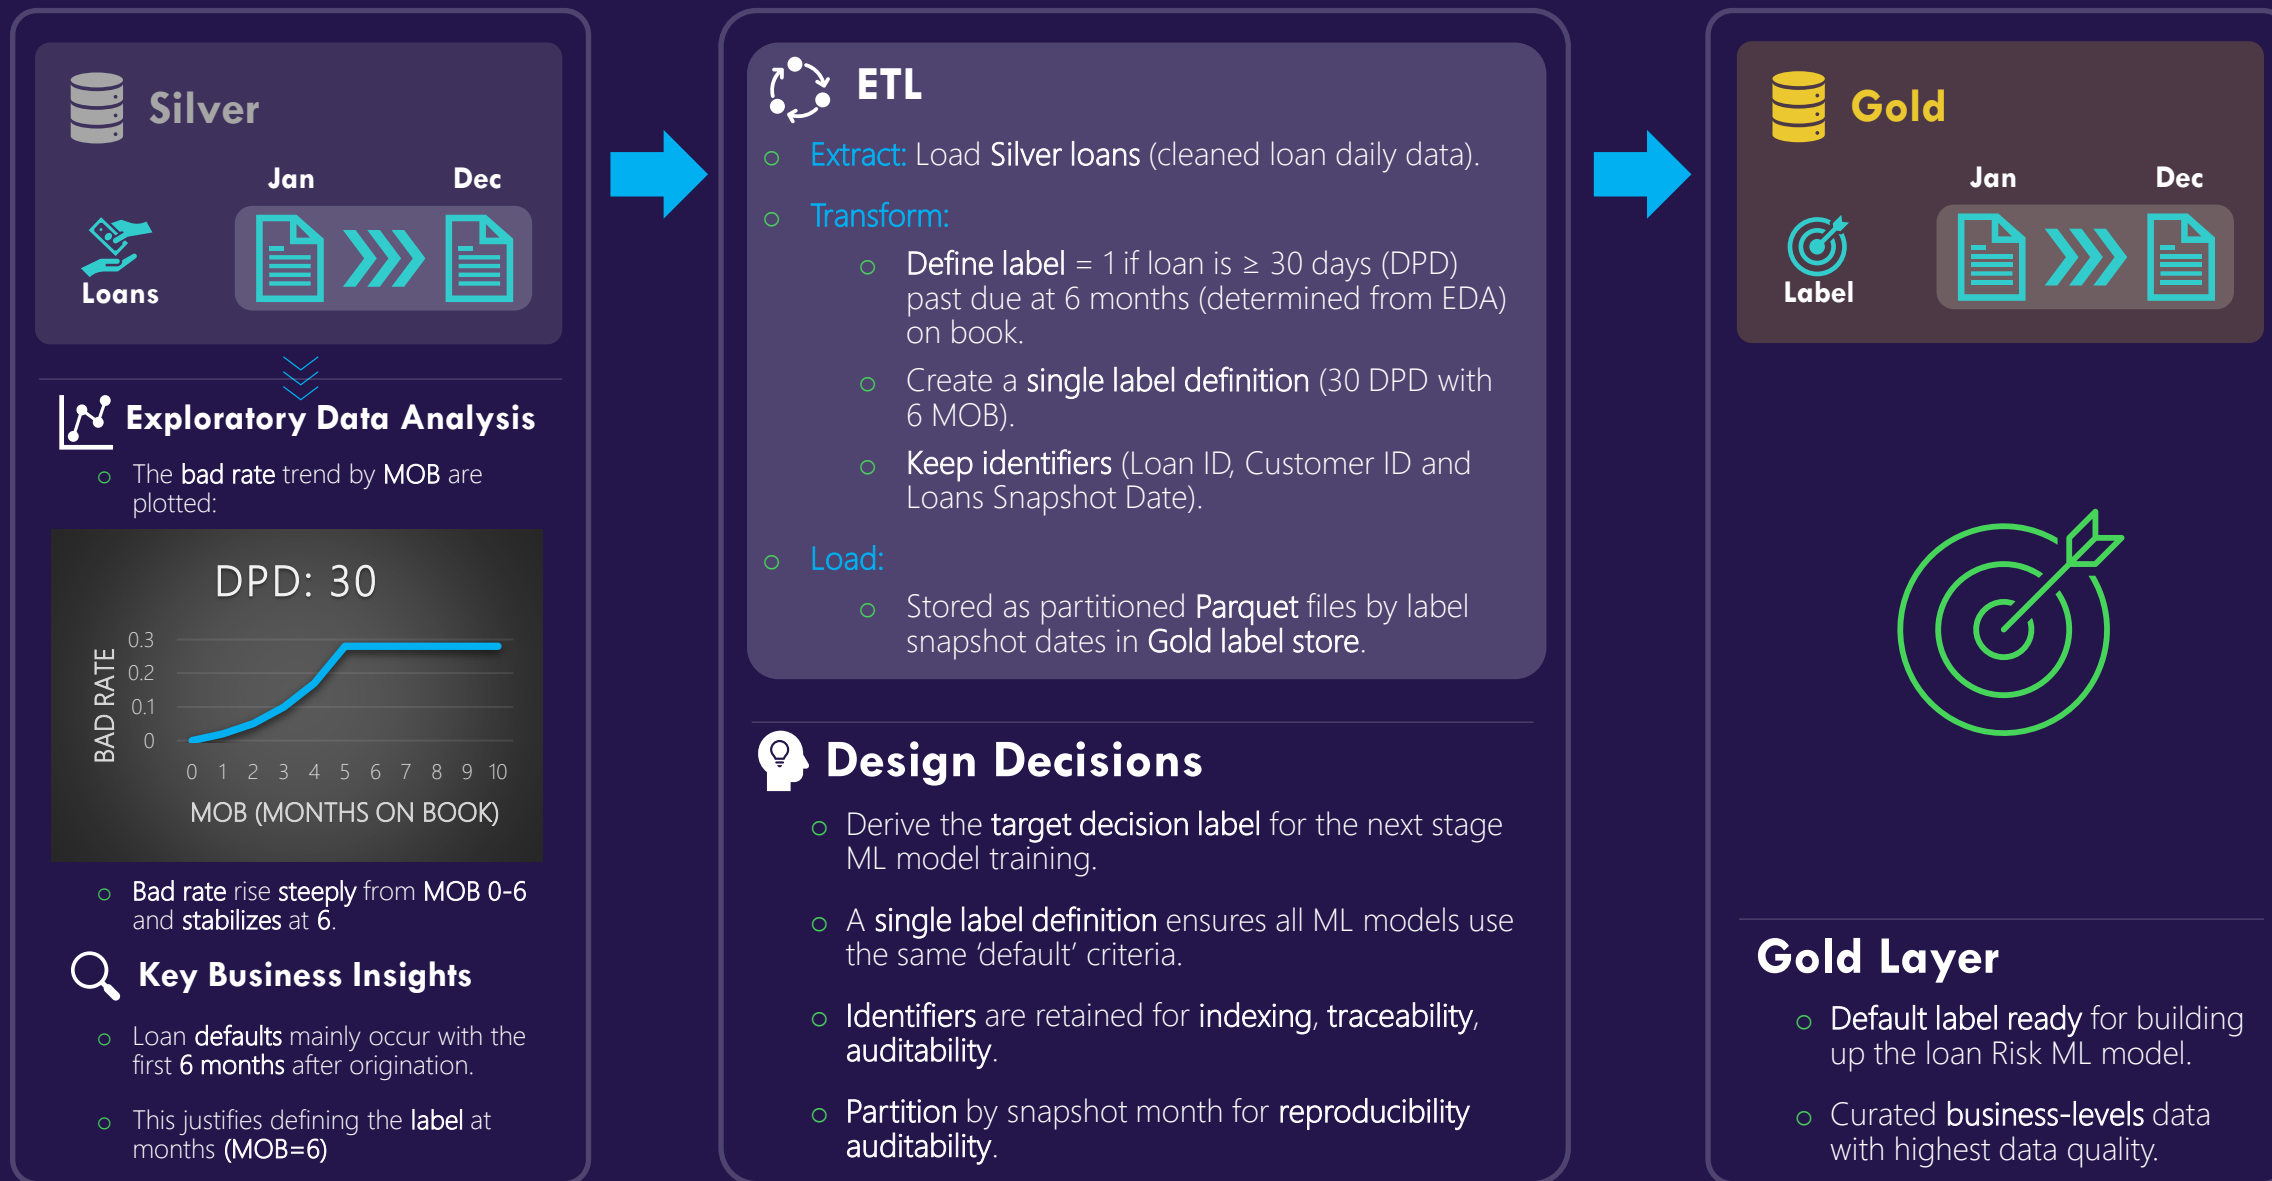 Silver
Jan
Dec
Loans
Exploratory Data Analysis
The bad rate trend by MOB are
plotted:
DPD: 30
BAD RATE
0.3
0.2
0.1
0
0 1 2 3 4 5 6 7 8 9 10
MOB (MONTHS ON BOOK)
Bad rate rise steeply from MOB 0-6
and stabilizes at 6.
Key Business Insights
Loan defaults mainly occur with the
first 6 months after origination.
This justifies defining the label at
months (MOB=6)
ETL
Extract: Load Silver loans (cleaned loan daily data).
Transform:
Define label = 1 if loan is ≥ 30 days (DPD)
past due at 6 months (determined from EDA)
on book.
Create a single label definition (30 DPD with
6 MOB).
Keep identifiers (Loan ID, Customer ID and
Loans Snapshot Date).
Load:
Stored as partitioned Parquet files by label
snapshot dates in Gold label store.
Design Decisions
Derive the target decision label for the next stage
ML model training.
A single label definition ensures all ML models use
the same ‘default’ criteria.
Identifiers are retained for indexing, traceability,
auditability.
Partition by snapshot month for reproducibility
auditability.
Gold
Jan
Dec
Label
Gold Layer
Default label ready for building
up the loan Risk ML model.
Curated business-levels data
with highest data quality.